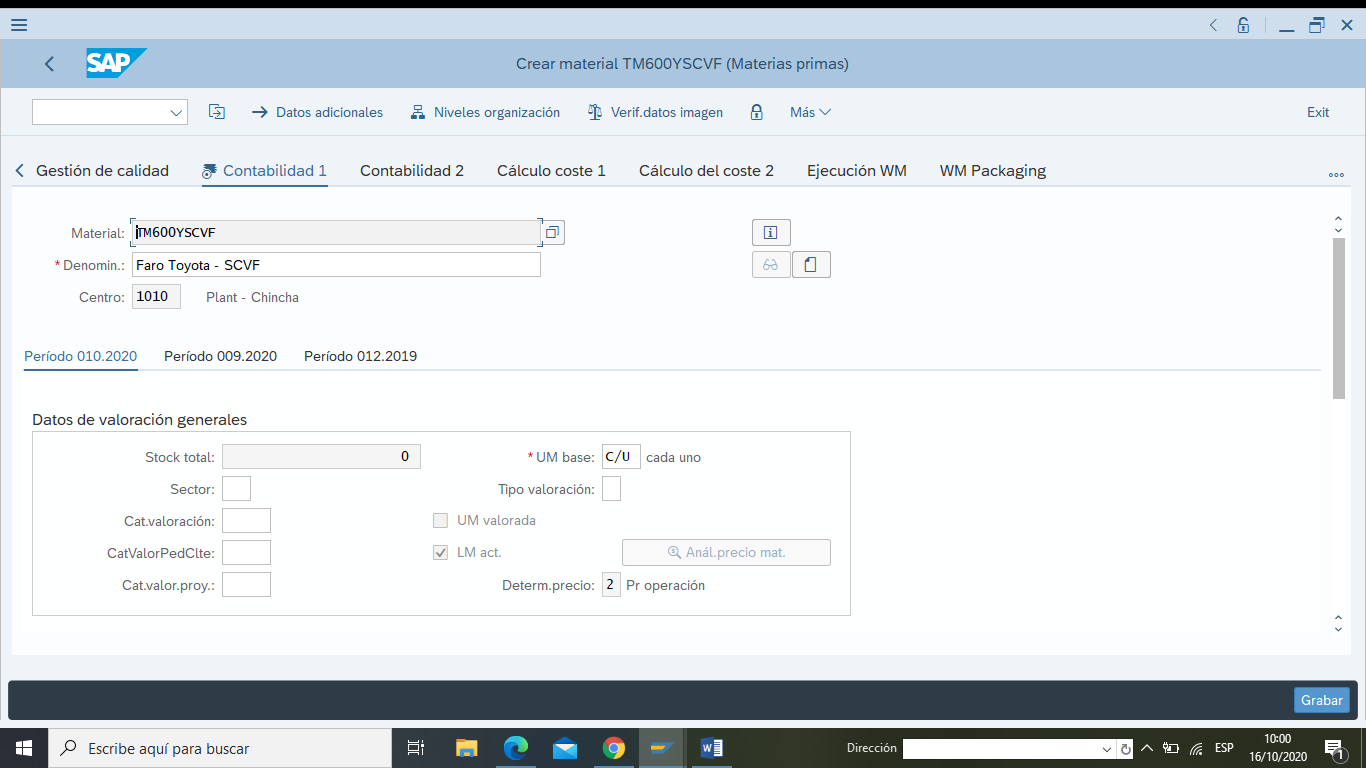 SAP
Crear material TM600YSCVF (Materias primas)
Datos adicionales Niveles organización Verif.datos imagen Más Exit
Gestión de calidad Contabilidad 1 Contabilidad 2 Cálculo coste 1 Cálculo del coste 2 Ejecución WM WM Packaging
Material: TM600YSCVF
* Denomin.: Faro Toyota - SCVF
Centro: 1010 Plant - Chincha
Período 010.2020 Período 009.2020 Período 012.2019
Datos de valoración generales
Stock total: 0 * UM base: C/U cada uno
Sector: Tipo valoración:
Cat.valoración: UM valorada
CatValorPedClte: LM act. Anál.precio mat.
Cat.valor.proy.: Determ.precio: 2 Pr operación
Grabar
Escribe aquí para buscar Dirección ESP 10:00
16/10/2020 1